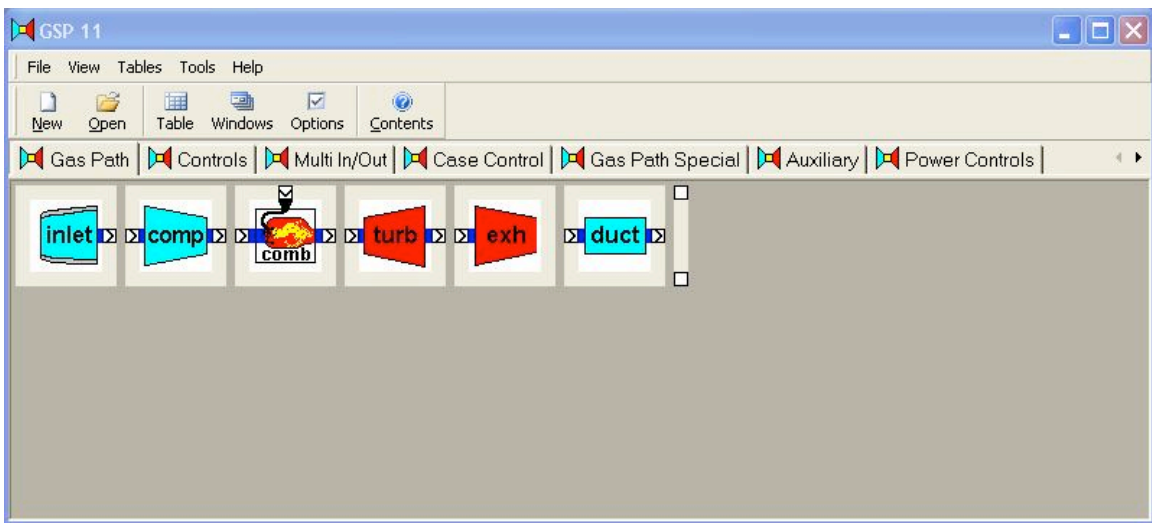 GSP 11
File View Tables Tools Help
New Open Table Windows Options Contents
Gas Path Controls Multi In/Out Case Control Gas Path Special Auxiliary Power Controls
inlet comp comb turb exh duct